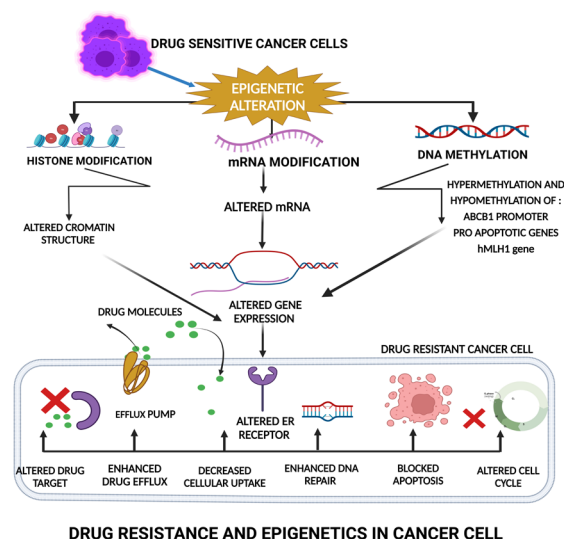 DRUG SENSITIVE CANCER CELLS
EPIGENETIC
ALTERATION
HISTONE MODIFICATION
mRNA MODIFICATION
DNA METHYLATION
ALTERED CROMATIN
STRUCTURE
ALTERED mRNA
HYPERMETHYLATION AND
HYPOMETHYLATION OF :
ABCB1 PROMOTER
PRO APOPTOTIC GENES
hMLH1 gene
ALTERED GENE
EXPRESSION
DRUG MOLECULES
DRUG RESISTANT CANCER CELL
EFFLUX PUMP
ALTERED ER
RECEPTOR
ALTERED DRUG
TARGET
ENHANCED
DRUG EFFLUX
DECREASED
CELLULAR UPTAKE
ENHANCED DNA
REPAIR
BLOCKED
APOPTOSIS
ALTERED CELL
CYCLE
DRUG RESISTANCE AND EPIGENETICS IN CANCER CELL